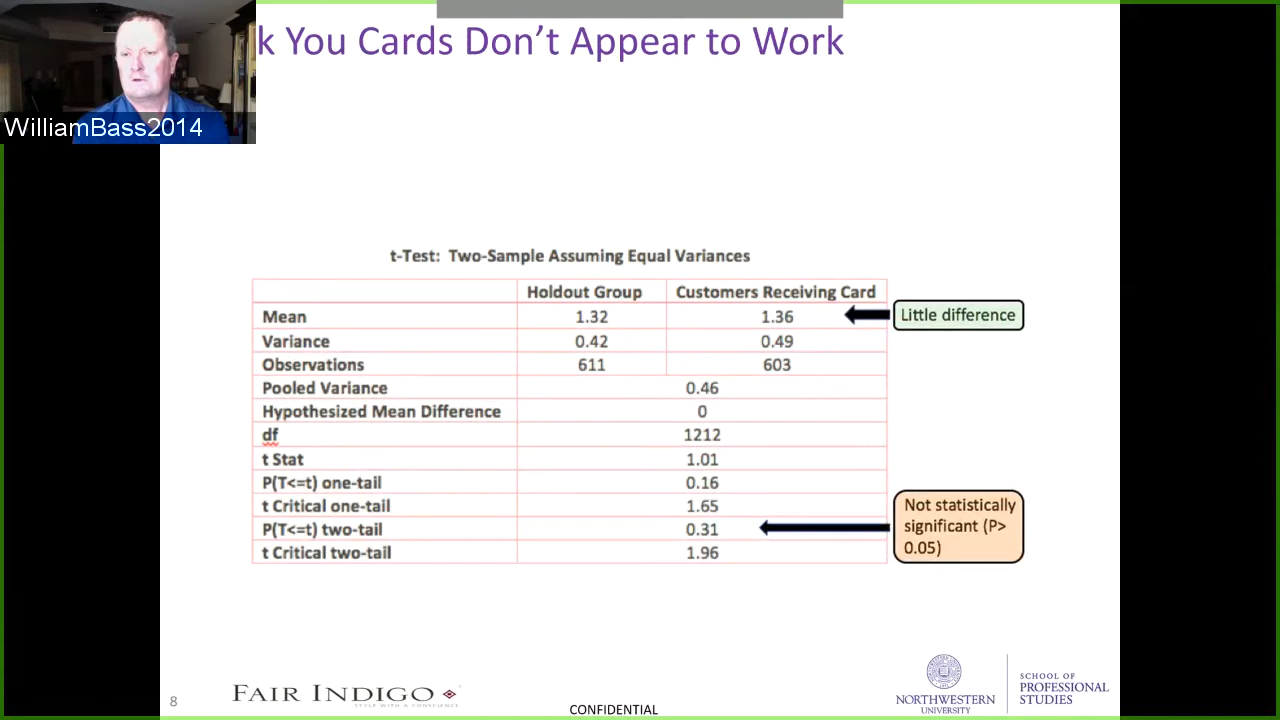 k You Cards Don't Appear to Work
WilliamBass2014
t-Test: Two-Sample Assuming Equal Variances
Holdout Group Customers Receiving Card
Mean 1.32 1.36
Little difference
Variance 0.42 0.49
Observations 611 603
Pooled Variance 0.46
Hypothesized Mean Difference 0
df 1212
t Stat 1.01
P(T<=t) one-tail 0.16
t Critical one-tail 1.65
P(T<=t) two-tail 0.31
t Critical two-tail 1.96
Not statistically
significant (P>
0.05)
8
FAIR INDIGO
STYLE WITH A CONSCIENCE
CONFIDENTIAL
NORTHWESTERN
UNIVERSITY
SCHOOL OF
PROFESSIONAL
STUDIES